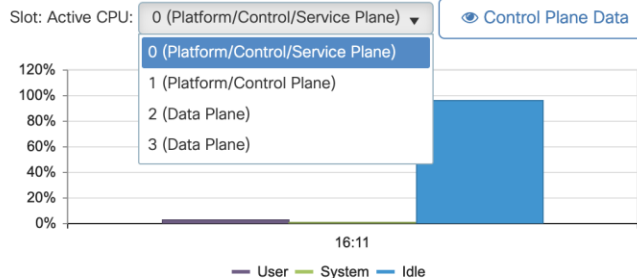 Slot: Active CPU: 0 (Platform/Control/Service Plane) Control Plane Data
0 (Platform/Control/Service Plane)
1 (Platform/Control Plane)
2 (Data Plane)
3 (Data Plane)
120%
100%
80%
60%
40%
20%
0%
16:11
User System Idle